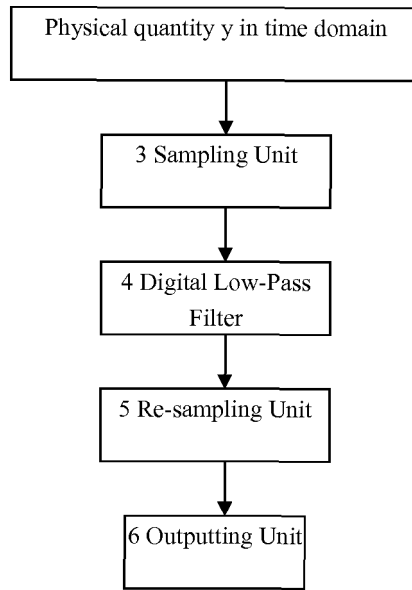 Physical quantity y in time domain
3 Sampling Unit
4 Digital Low-Pass
Filter
5 Re-sampling Unit
6 Outputting Unit